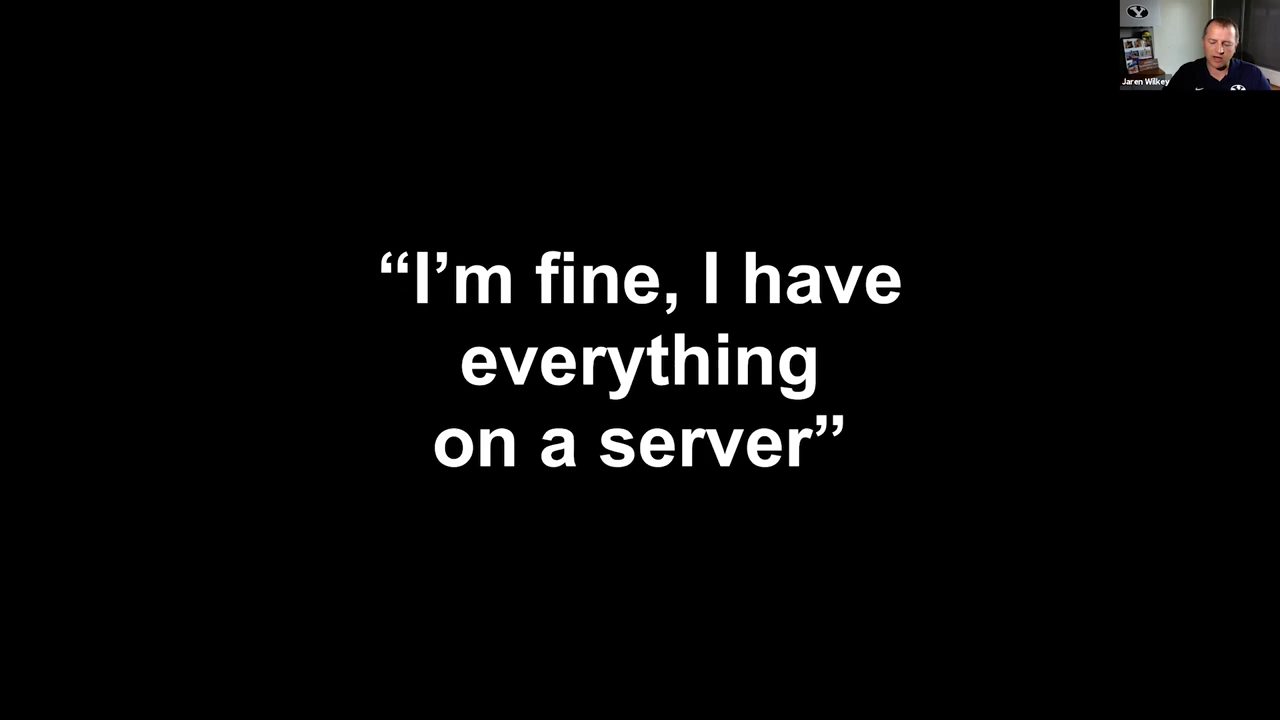 Jaren Wilkey
“I’m fine, I have
everything
on a server”